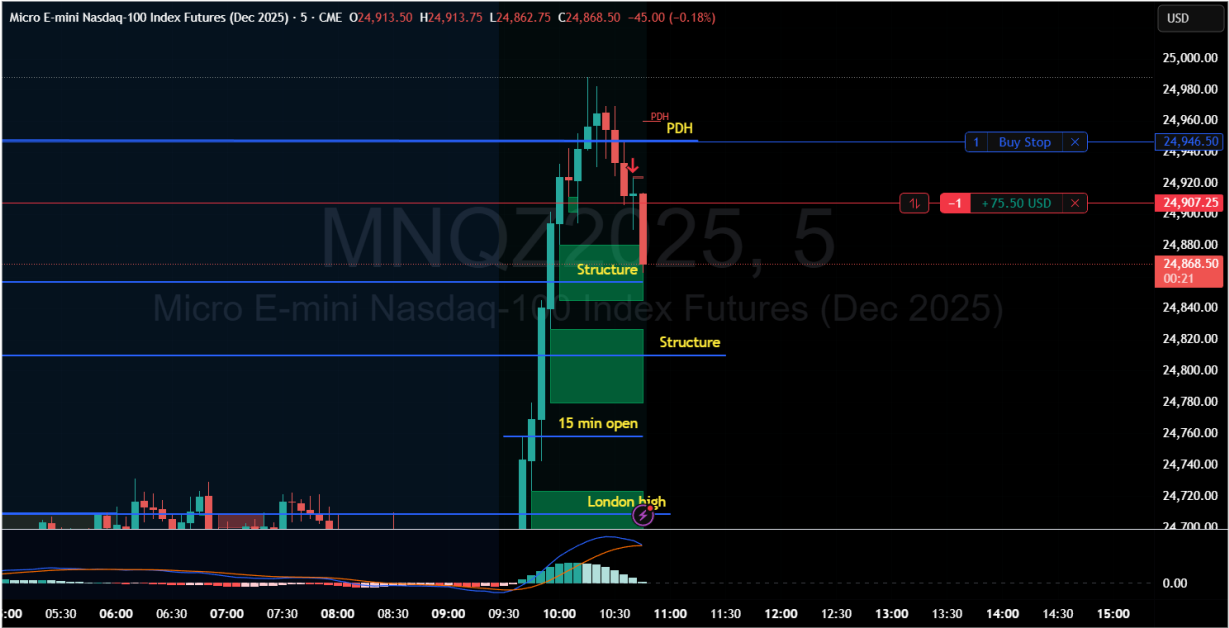 Micro E-mini Nasdaq-100 Index Futures (Dec 2025) · 5 · CME O24,913.50 H24,913.75 L24,862.75 C24,868.50 −45.00 (−0.18%)
USD
25,000.00
24,980.00
24,960.00
PDH
PDH
1 Buy Stop ×
24,946.50
24,940.00
24,920.00
−1 +75.50 USD ×
24,907.25
24,900.00
MNQZ2025, 5
24,880.00
Structure
24,868.50
00:21
Micro E-mini Nasdaq-100 Index Futures (Dec 2025)
24,840.00
24,820.00
Structure
24,800.00
24,780.00
15 min open
24,760.00
24,740.00
24,720.00
London high
24,700.00
0.00
:00 05:30 06:00 06:30 07:00 07:30 08:00 08:30 09:00 09:30 10:00 10:30 11:00 11:30 12:00 12:30 13:00 13:30 14:00 14:30 15:00